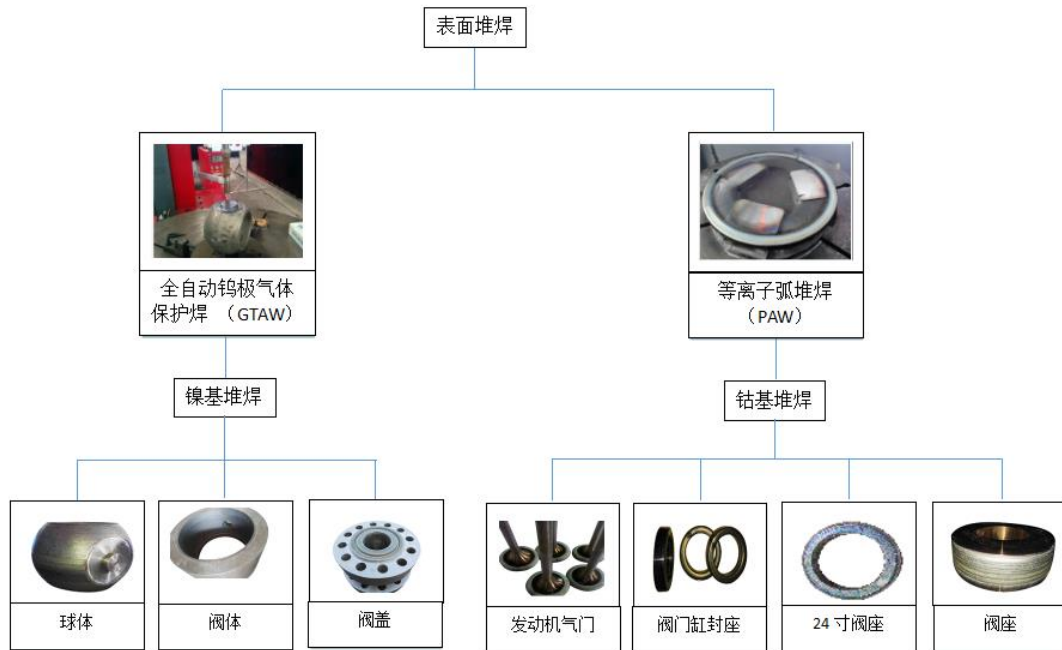 表面堆焊
全自动钨极气体
保护焊 （GTAW）
等离子弧堆焊
（PAW）
镍基堆焊
钴基堆焊
球体
阀体
阀盖
发动机气门
阀门缸封座
24寸阀座
阀座